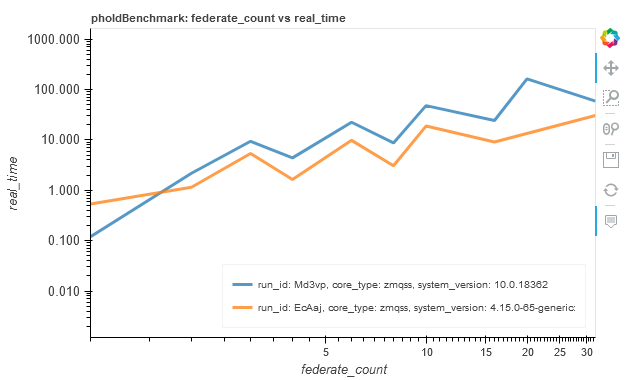 pholdBenchmark: federate_count vs real_time
1000.000
100.000
10.000
1.000
0.100
0.010
real_time
run_id: Md3vp, core_type: zmqss, system_version: 10.0.18362
run_id: EcAaj, core_type: zmqss, system_version: 4.15.0-65-generic:
5 10 15 20 25 30
federate_count